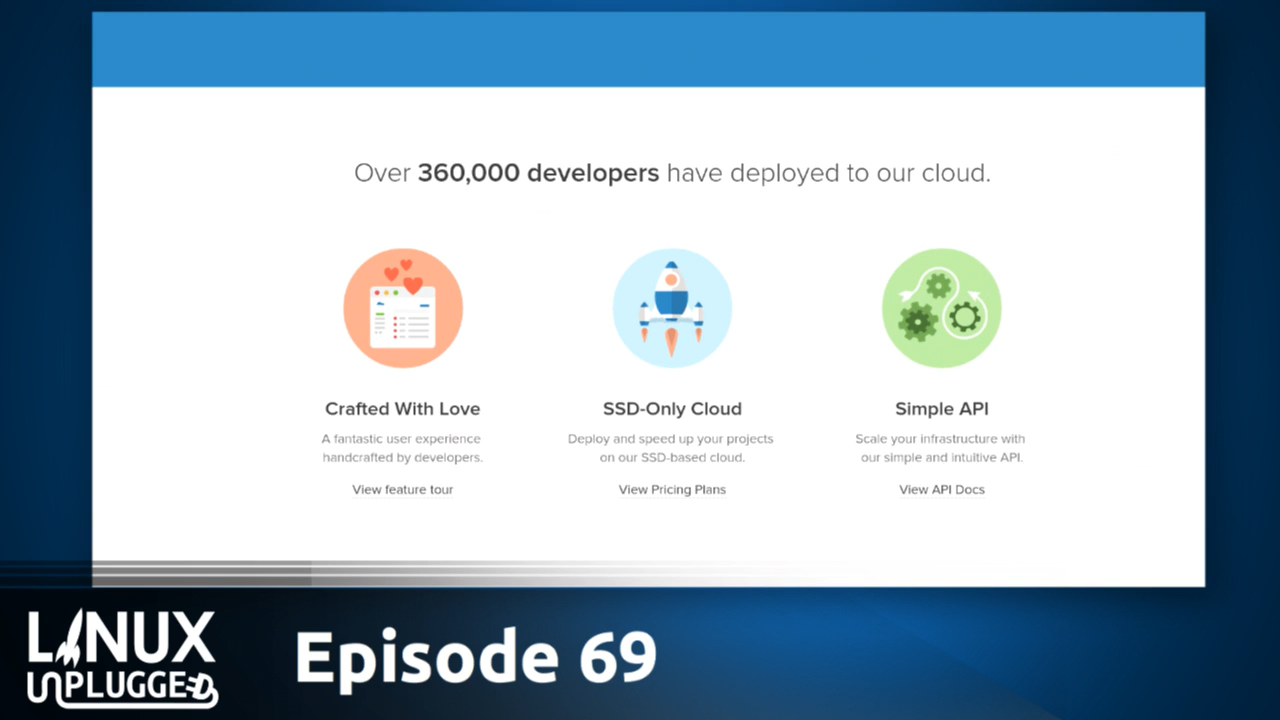 Over 360,000 developers have deployed to our cloud.
Crafted With Love
A fantastic user experience
handcrafted by developers.
View feature tour
SSD-Only Cloud
Deploy and speed up your projects
on our SSD-based cloud.
View Pricing Plans
Simple API
Scale your infrastructure with
our simple and intuitive API.
View API Docs
LINUX
UNPLUGGED
Episode 69